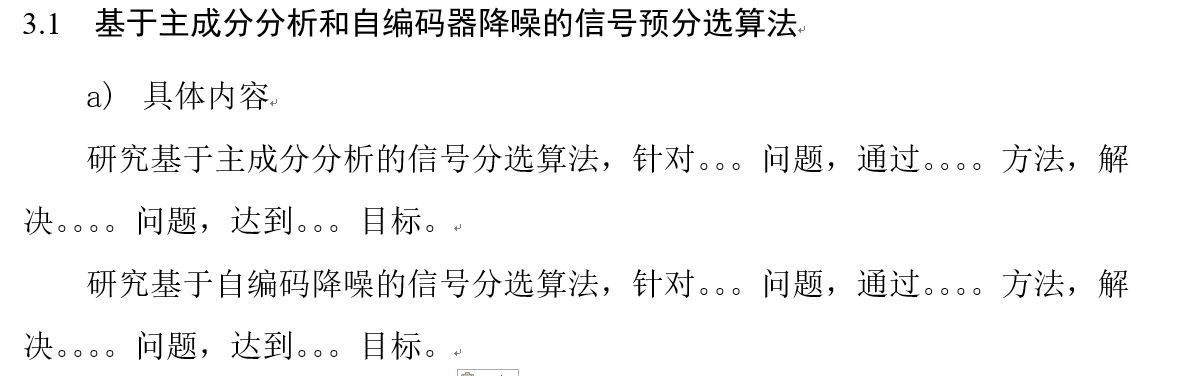 3.1 基于主成分分析和自编码器降噪的信号预分选算法
a) 具体内容
研究基于主成分分析的信号分选算法，针对。。。问题，通过。。。。方法，解
决。。。。问题，达到。。。目标。
研究基于自编码降噪的信号分选算法，针对。。。问题，通过。。。。方法，解
决。。。。问题，达到。。。目标。